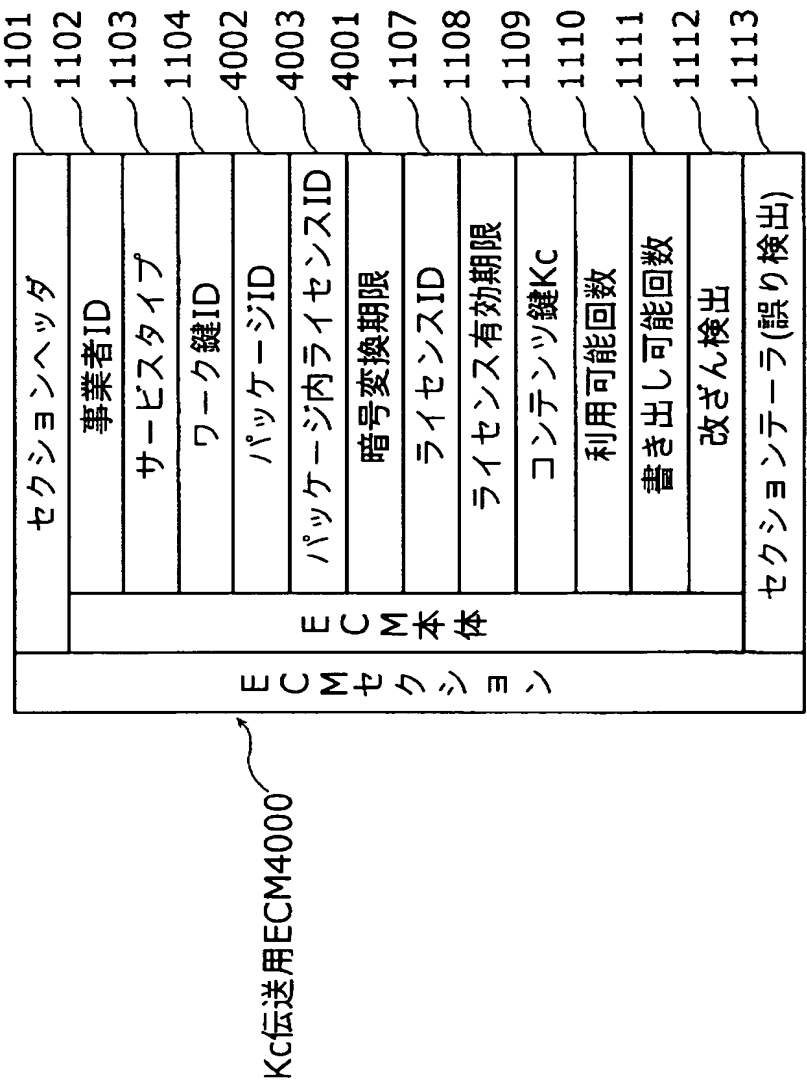 Kc伝送用ECM4000
ECMセクション
ECM本体
セクションヘッダ 1101
事業者ID 1102
サービスタイプ 1103
ワーク鍵ID 1104
パッケージID 4002
パッケージ内ライセンスID 4003
暗号変換期限 4001
ライセンスID 1107
ライセンス有効期限 1108
コンテンツ鍵Kc 1109
利用可能回数 1110
書き出し可能回数 1111
改ざん検出 1112
セクションテーラ(誤り検出) 1113